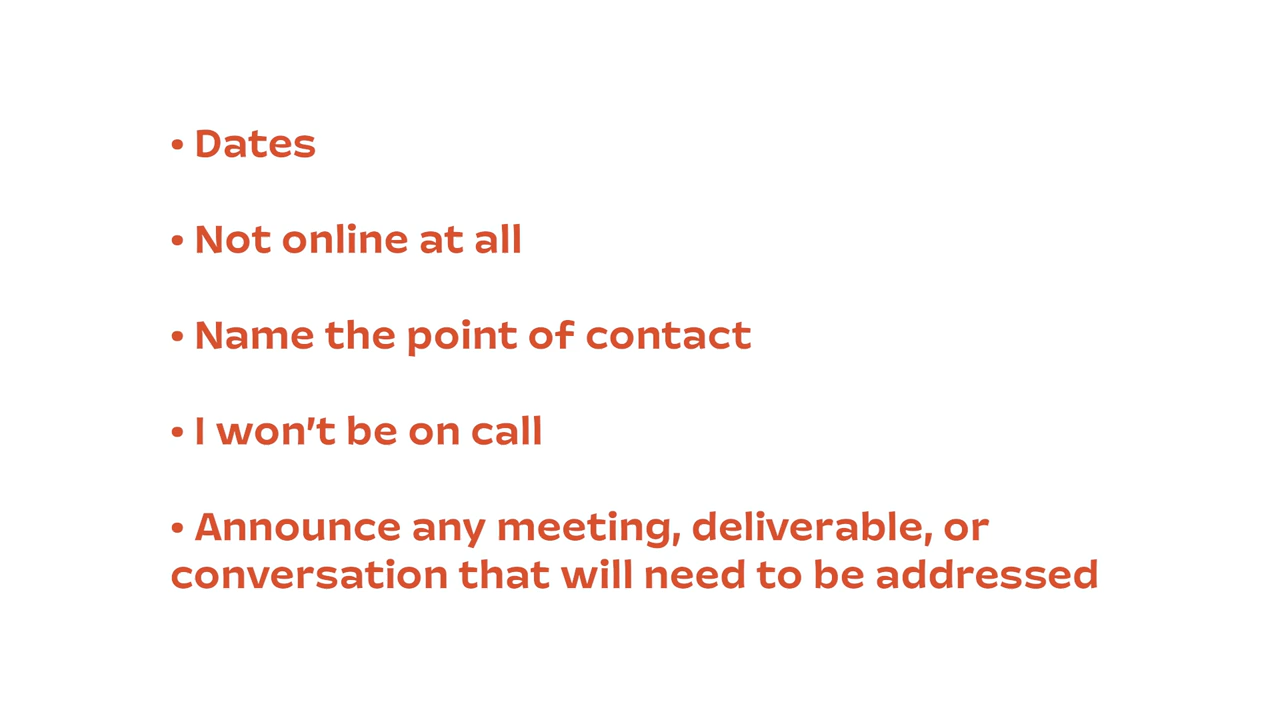 • Dates
• Not online at all
• Name the point of contact
• I won't be on call
• Announce any meeting, deliverable, or
conversation that will need to be addressed